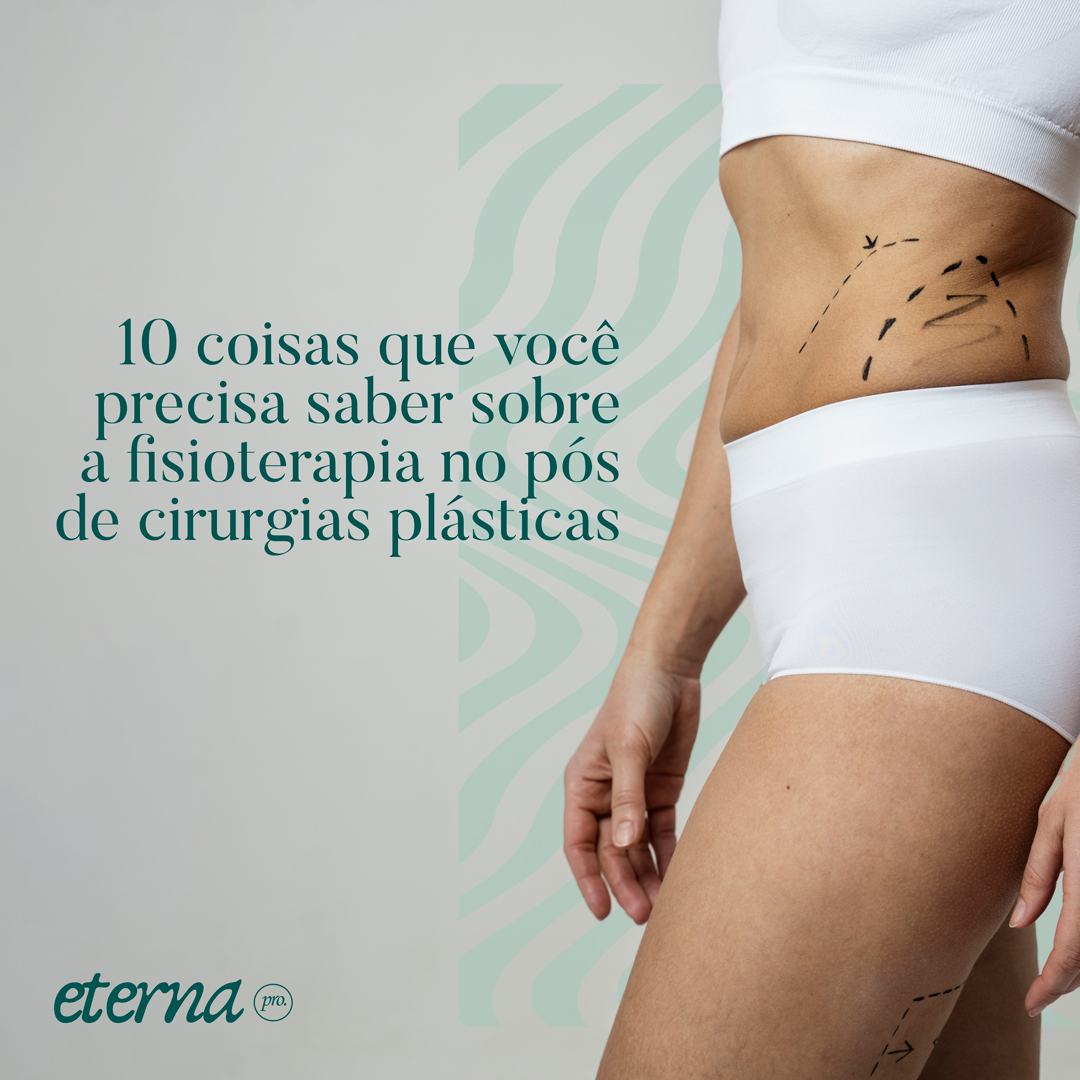 10 coisas que você
precisa saber sobre
a fisioterapia no pós
de cirurgias plásticas
eterna pro.